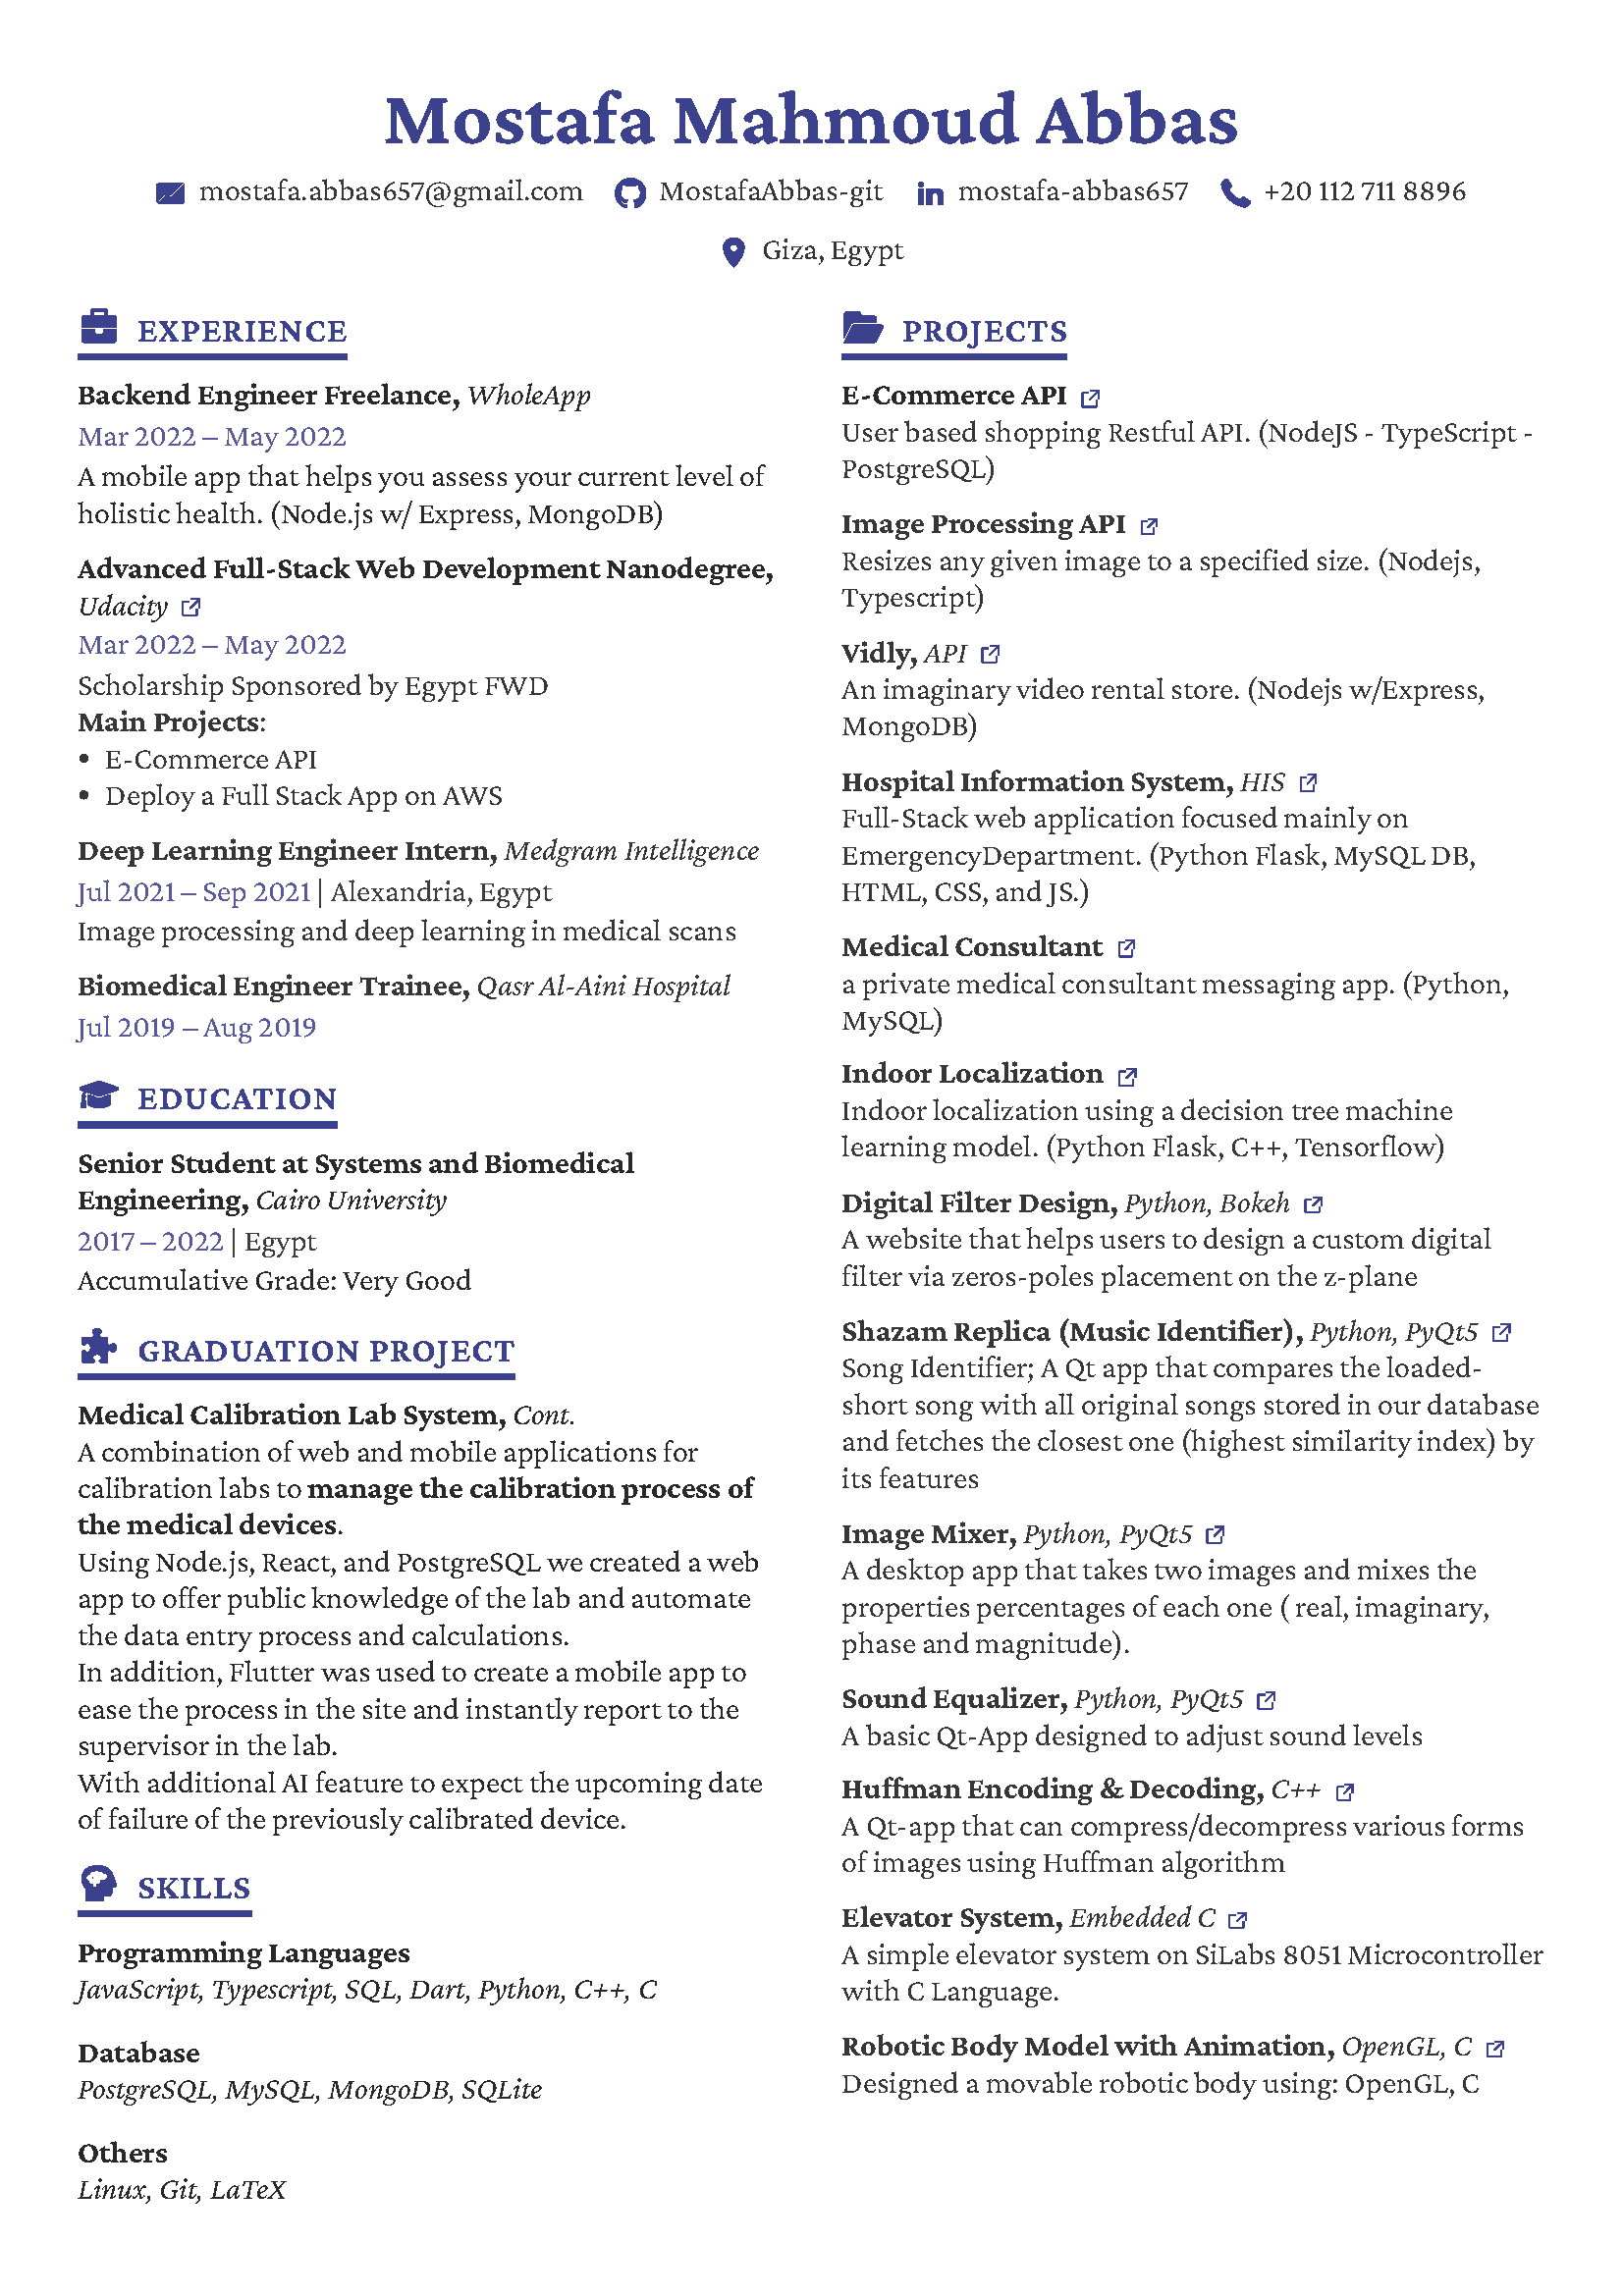 Mostafa Mahmoud Abbas
mostafa.abbas657@gmail.com MostafaAbbas-git mostafa-abbas657 +20 112 711 8896
Giza, Egypt
EXPERIENCE
Backend Engineer Freelance, WholeApp
Mar 2022 – May 2022
A mobile app that helps you assess your current level of
holistic health. (Node.js w/ Express, MongoDB)
Advanced Full-Stack Web Development Nanodegree,
Udacity
Mar 2022 – May 2022
Scholarship Sponsored by Egypt FWD
Main Projects:
• E-Commerce API
• Deploy a Full Stack App on AWS
Deep Learning Engineer Intern, Medgram Intelligence
Jul 2021 – Sep 2021 | Alexandria, Egypt
Image processing and deep learning in medical scans
Biomedical Engineer Trainee, Qasr Al-Aini Hospital
Jul 2019 – Aug 2019
EDUCATION
Senior Student at Systems and Biomedical
Engineering, Cairo University
2017 – 2022 | Egypt
Accumulative Grade: Very Good
GRADUATION PROJECT
Medical Calibration Lab System, Cont.
A combination of web and mobile applications for
calibration labs to manage the calibration process of
the medical devices.
Using Node.js, React, and PostgreSQL we created a web
app to offer public knowledge of the lab and automate
the data entry process and calculations.
In addition, Flutter was used to create a mobile app to
ease the process in the site and instantly report to the
supervisor in the lab.
With additional AI feature to expect the upcoming date
of failure of the previously calibrated device.
SKILLS
Programming Languages
JavaScript, Typescript, SQL, Dart, Python, C++, C
Database
PostgreSQL, MySQL, MongoDB, SQLite
Others
Linux, Git, LaTeX
PROJECTS
E-Commerce API
User based shopping Restful API. (NodeJS - TypeScript -
PostgreSQL)
Image Processing API
Resizes any given image to a specified size. (Nodejs,
Typescript)
Vidly, API
An imaginary video rental store. (Nodejs w/Express,
MongoDB)
Hospital Information System, HIS
Full-Stack web application focused mainly on
EmergencyDepartment. (Python Flask, MySQL DB,
HTML, CSS, and JS.)
Medical Consultant
a private medical consultant messaging app. (Python,
MySQL)
Indoor Localization
Indoor localization using a decision tree machine
learning model. (Python Flask, C++, Tensorflow)
Digital Filter Design, Python, Bokeh
A website that helps users to design a custom digital
filter via zeros-poles placement on the z-plane
Shazam Replica (Music Identifier), Python, PyQt5
Song Identifier; A Qt app that compares the loaded-
short song with all original songs stored in our database
and fetches the closest one (highest similarity index) by
its features
Image Mixer, Python, PyQt5
A desktop app that takes two images and mixes the
properties percentages of each one ( real, imaginary,
phase and magnitude).
Sound Equalizer, Python, PyQt5
A basic Qt-App designed to adjust sound levels
Huffman Encoding & Decoding, C++
A Qt-app that can compress/decompress various forms
of images using Huffman algorithm
Elevator System, Embedded C
A simple elevator system on SiLabs 8051 Microcontroller
with C Language.
Robotic Body Model with Animation, OpenGL, C
Designed a movable robotic body using: OpenGL, C